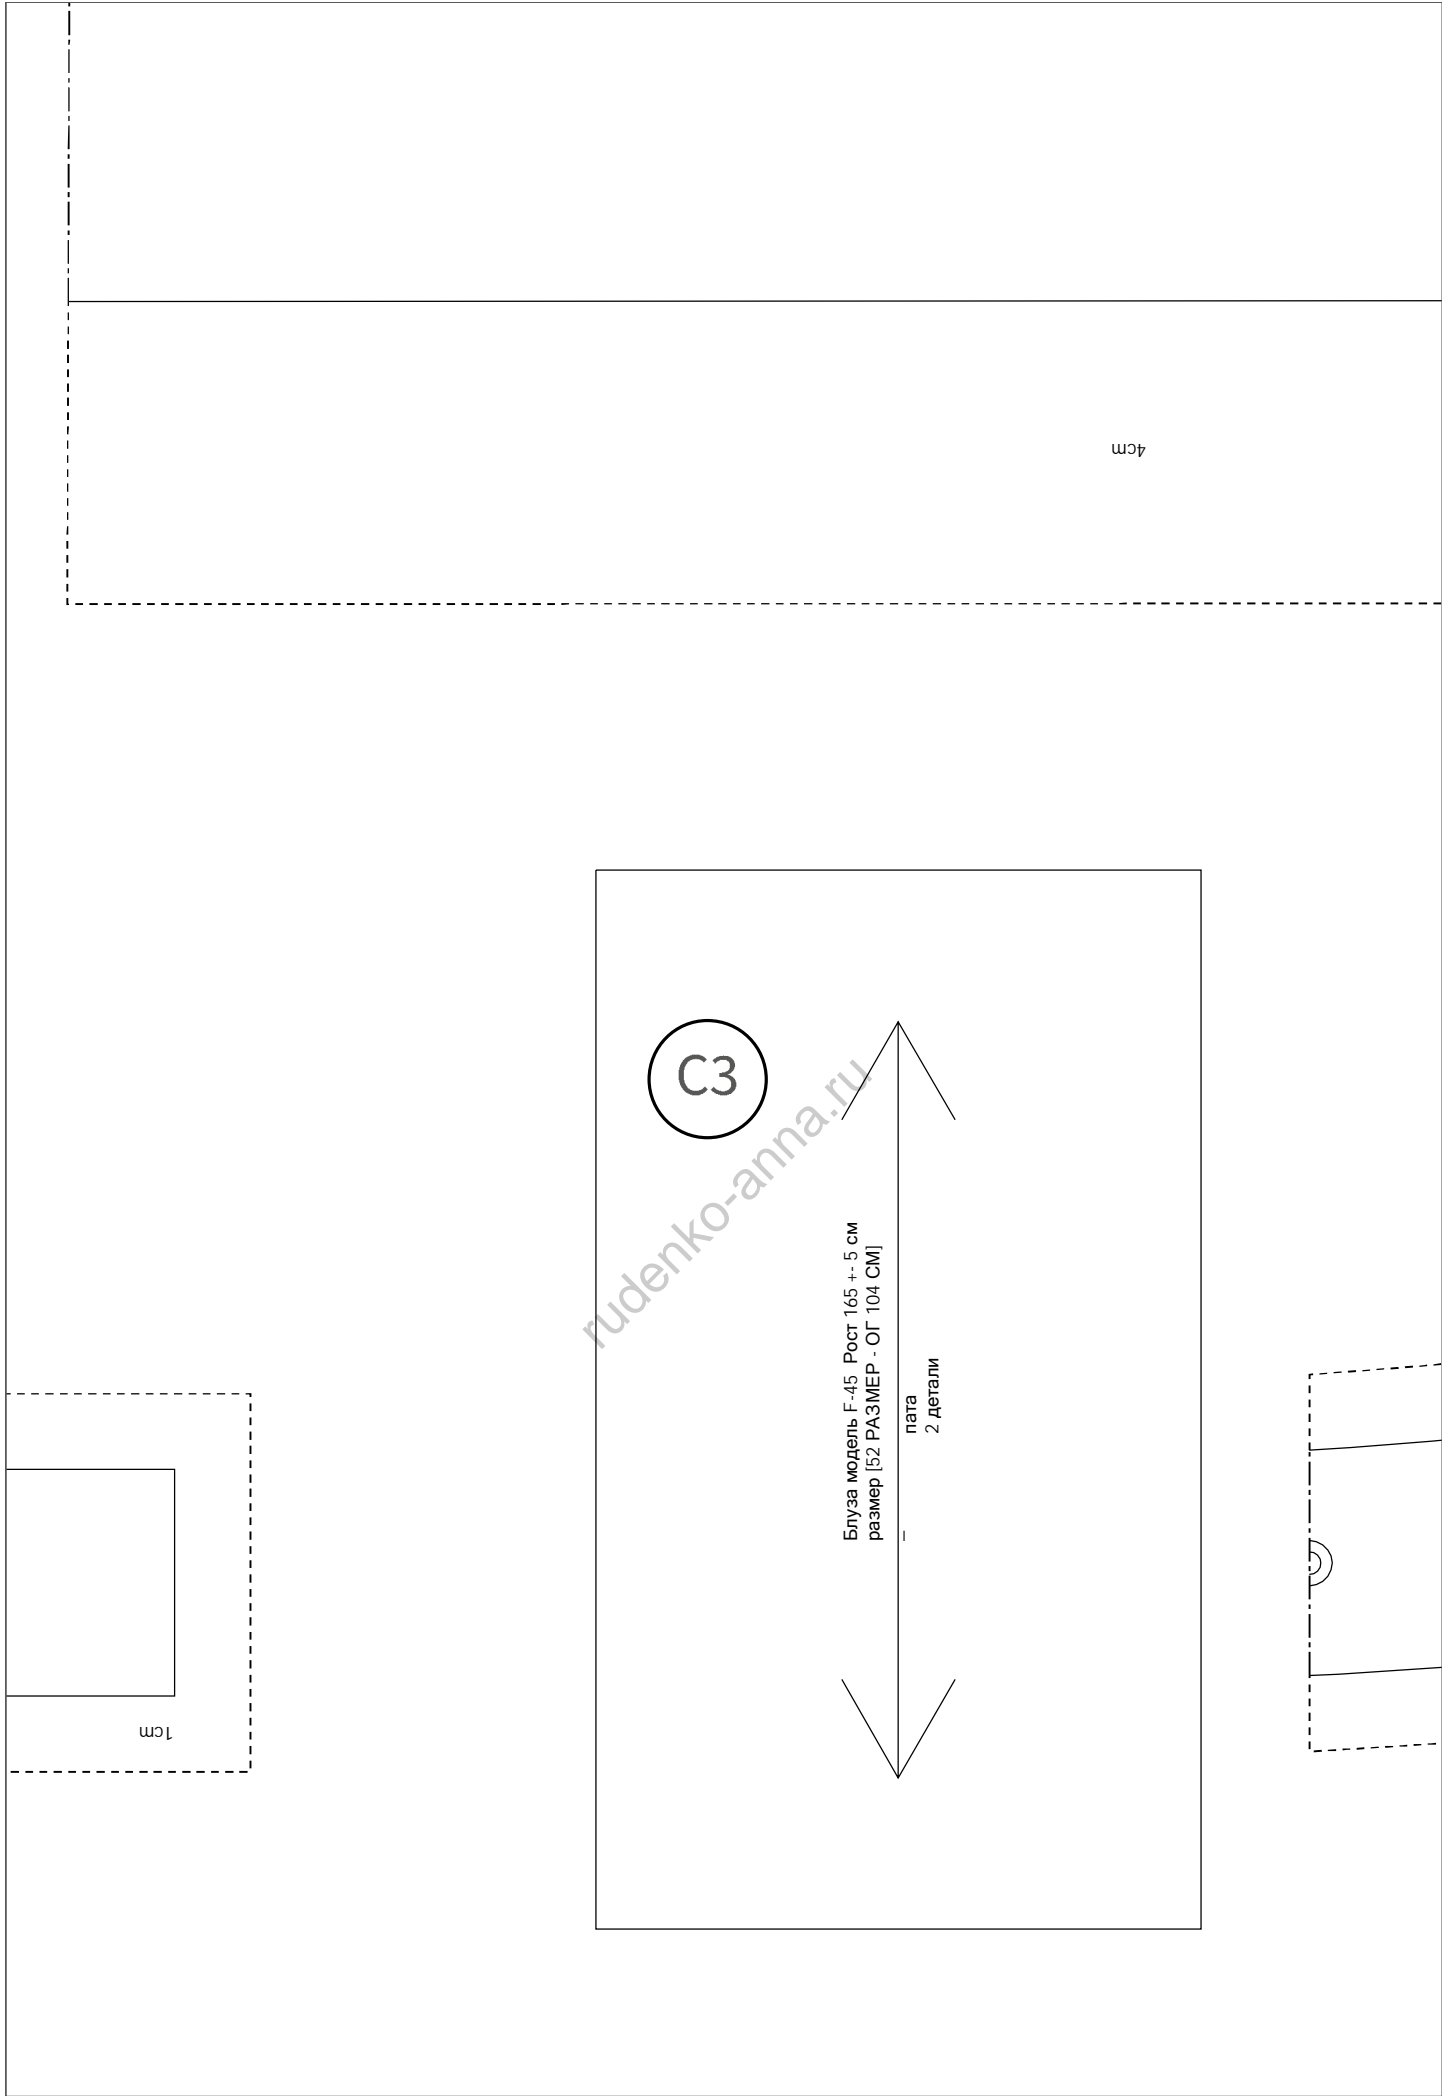 4cm
C3
rudenko-anna.ru
Блуза модель F-45 Рост 165 +- 5 см
размер [52 РАЗМЕР - ОГ 104 СМ]
_
пата
2 детали
1cm